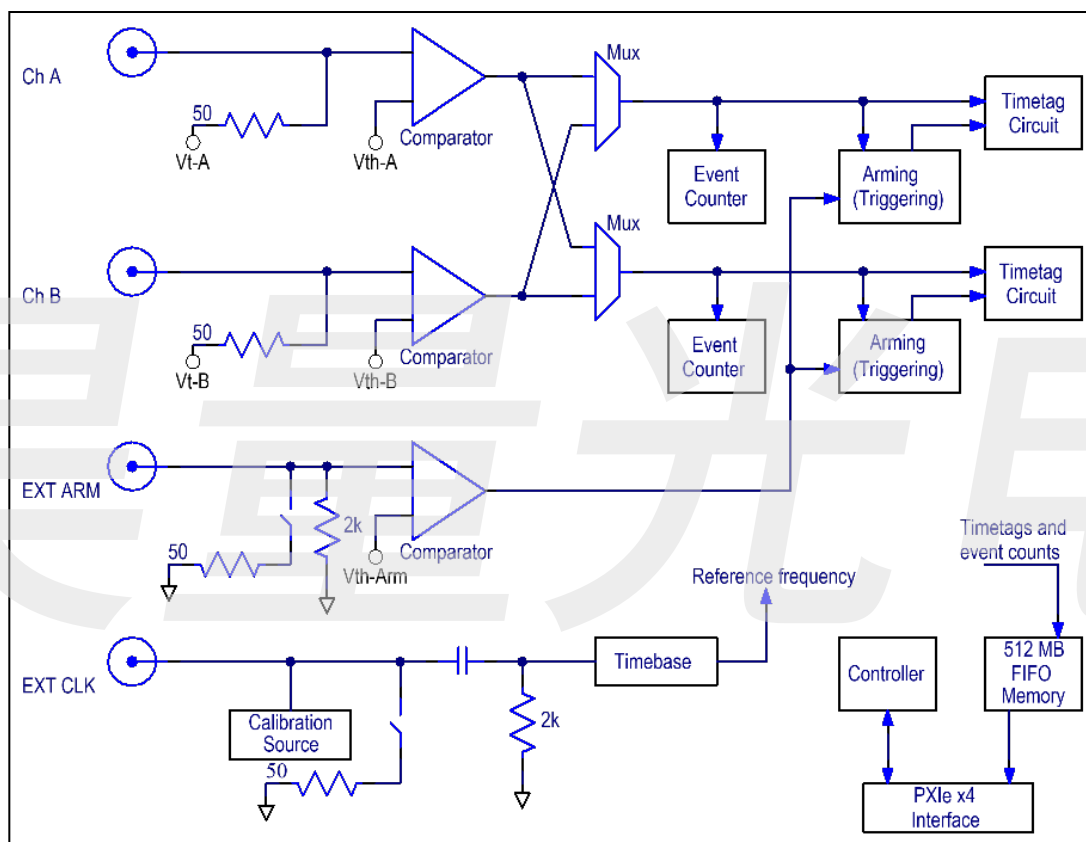 Ch A
50
Vt-A
Vth-A
Comparator
Mux
Event
Counter
Arming
(Triggering)
Timetag
Circuit
Ch B
50
Vt-B
Vth-B
Comparator
Mux
Event
Counter
Arming
(Triggering)
Timetag
Circuit
EXT ARM
50
2k
Vth-Arm
Comparator
Timetags and
event counts
Reference frequency
EXT CLK
Calibration
Source
50
2k
Timebase
Controller
512 MB
FIFO
Memory
PXIe x4
Interface
量光